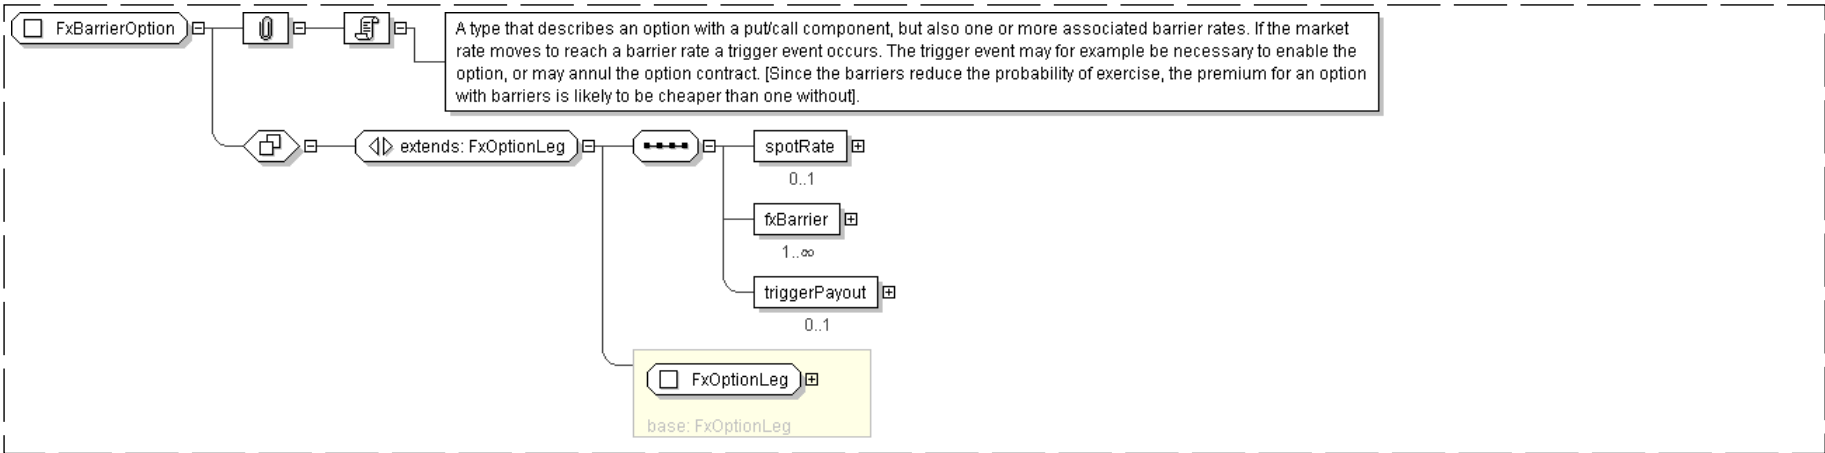 FxBarrierOption
A type that describes an option with a put/call component, but also one or more associated barrier rates. If the market
rate moves to reach a barrier rate a trigger event occurs. The trigger event may for example be necessary to enable the
option, or may annul the option contract. [Since the barriers reduce the probability of exercise, the premium for an option
with barriers is likely to be cheaper than one without].
extends: FxOptionLeg
spotRate
0..1
fxBarrier
1..∞
triggerPayout
0..1
FxOptionLeg
base: FxOptionLeg